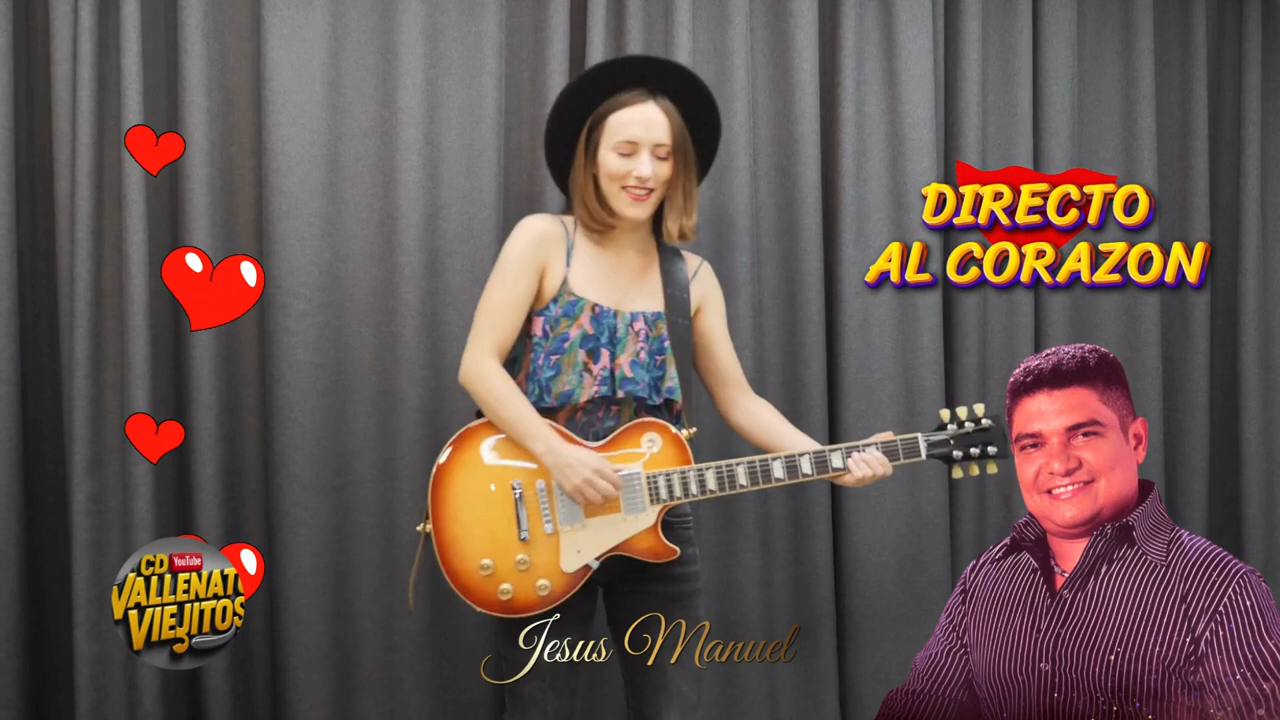 DIRECTO
AL CORAZON
CD YouTube
VALLENATO
VIEJITOS
Jesus Manuel